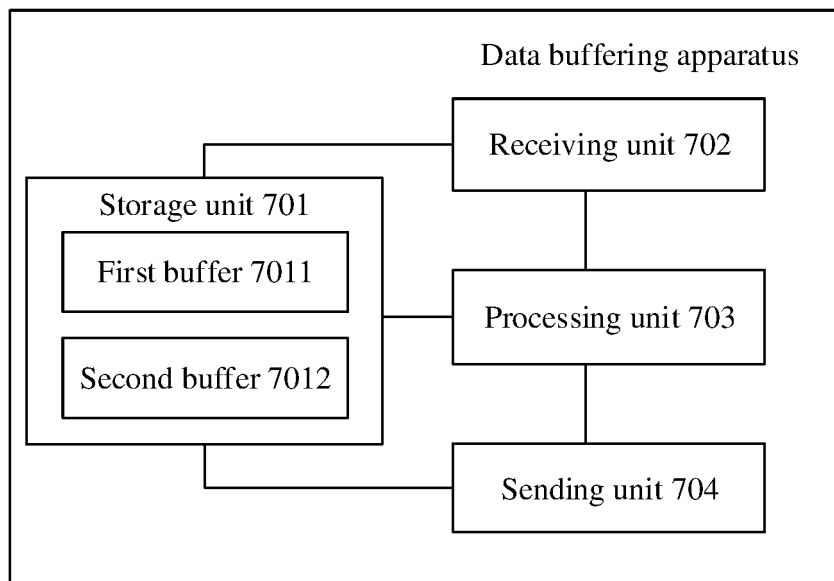 Data buffering apparatus
Receiving unit 702
Storage unit 701
First buffer 7011
Processing unit 703
Second buffer 7012
Sending unit 704